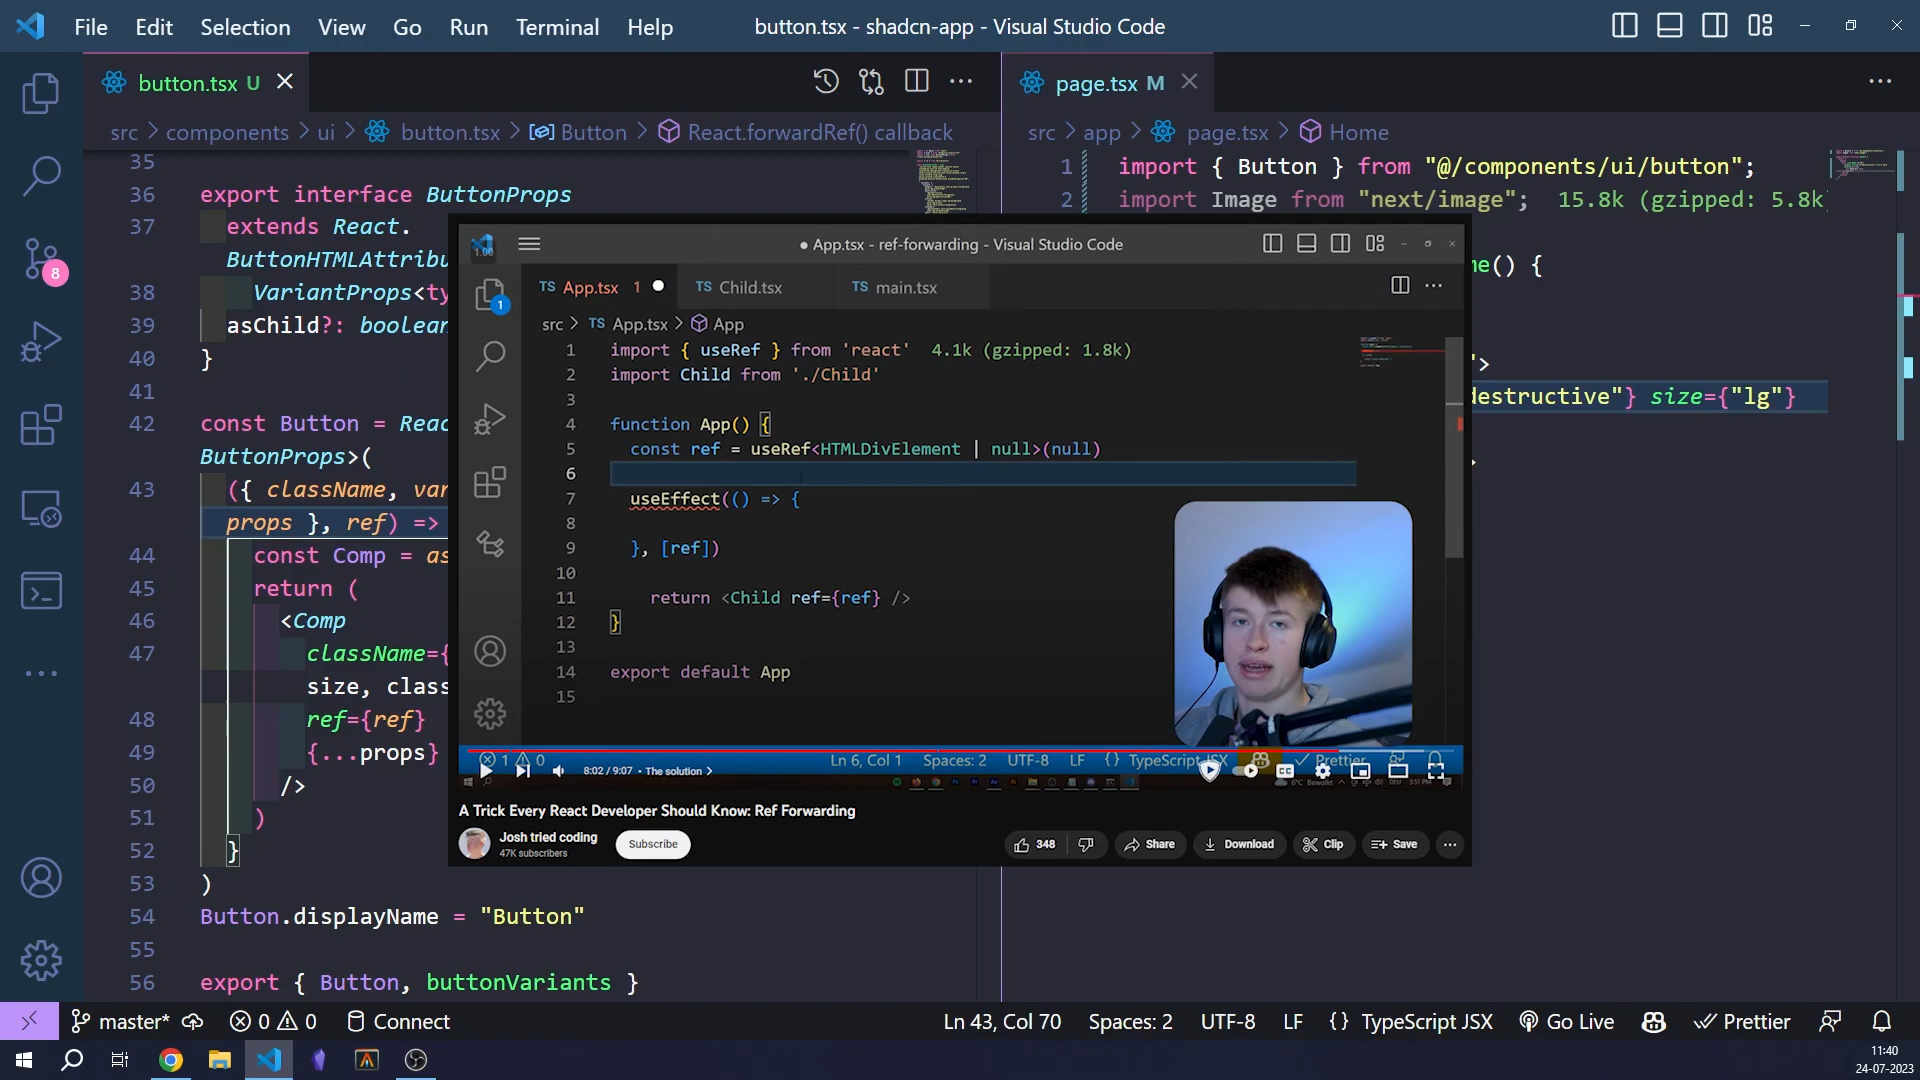 File Edit Selection View Go Run Terminal Help
button.tsx - shadcn-app - Visual Studio Code
button.tsx U
src > components > ui > button.tsx > Button > React.forwardRef() callback
35
36 export interface ButtonProps
37 extends React.
ButtonHTMLAttribu
38 VariantProps<ty
39 asChild?: boolean
40 }
41
42 const Button = Reac
ButtonProps>(
43 ({ className, var
props }, ref) =>
44 const Comp = as
45 return (
46 <Comp
47 className={
size, class
48 ref={ref}
49 {...props}
50 />
51 )
52 }
53 )
54 Button.displayName = "Button"
55
56 export { Button, buttonVariants }
page.tsx M
src > app > page.tsx > Home
1 import { Button } from "@/components/ui/button";
2 import Image from "next/image"; 15.8k (gzipped: 5.8k
me() {
">
destructive"} size={"lg"}
8
App.tsx - ref-forwarding - Visual Studio Code
1.00
1
TS App.tsx 1 TS Child.tsx TS main.tsx
src > TS App.tsx > App
1 import { useRef } from 'react' 4.1k (gzipped: 1.8k)
2 import Child from './Child'
3
4 function App() {
5 const ref = useRef<HTMLDivElement | null>(null)
6
7 useEffect(() => {
8
9 }, [ref])
10
11 return <Child ref={ref} />
12 }
13
14 export default App
15
1 0 Ln 6, Col 1 Spaces: 2 UTF-8 LF {} TypeScript JSX Prettier
8:02 / 9:07 • The solution >
CC
A Trick Every React Developer Should Know: Ref Forwarding
Josh tried coding
47K subscribers
Subscribe
348 Share Download Clip Save
master* 0 0 Connect
Ln 43, Col 70 Spaces: 2 UTF-8 LF {} TypeScript JSX Go Live Prettier
11:40
24-07-2023